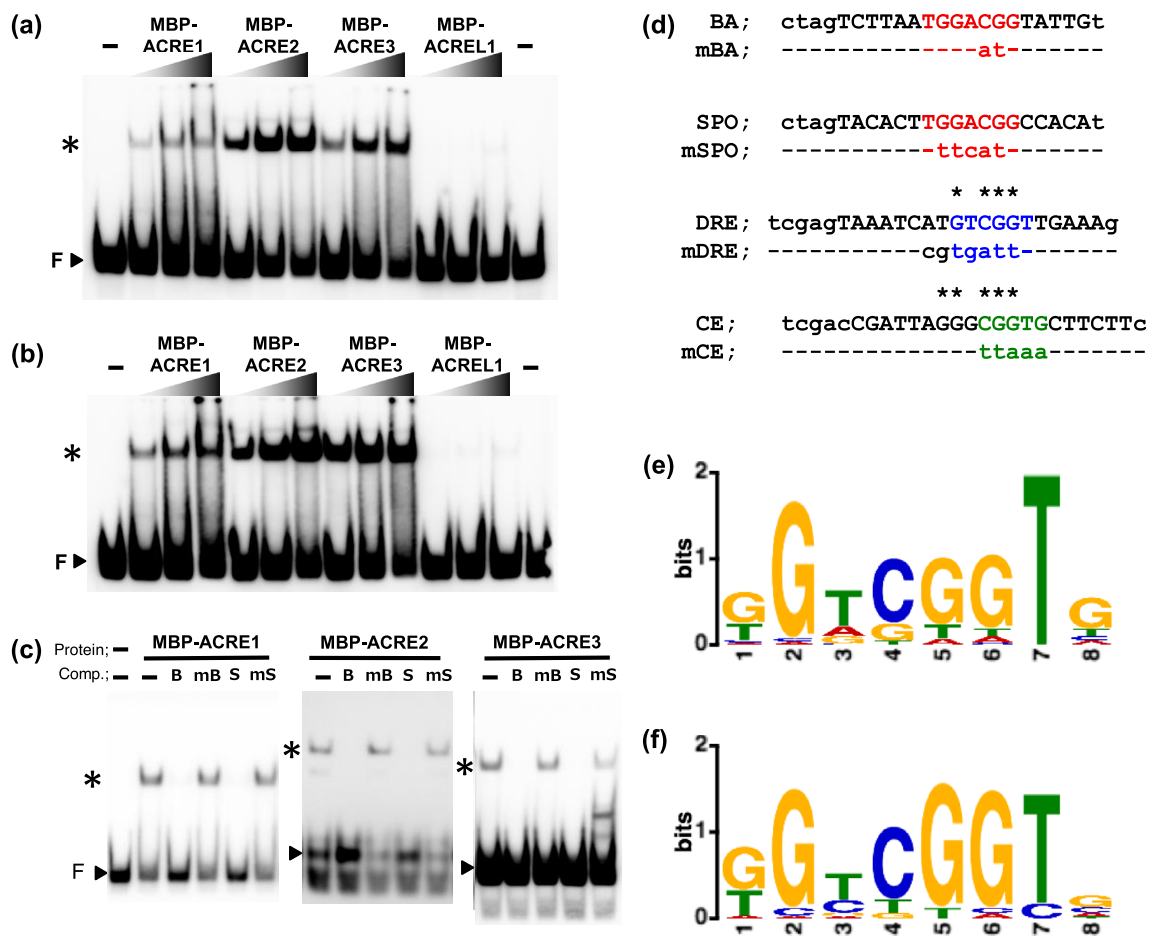 (a)
– MBP-ACRE1 MBP-ACRE2 MBP-ACRE3 MBP-ACREL1 –
*
F
(b)
– MBP-ACRE1 MBP-ACRE2 MBP-ACRE3 MBP-ACREL1 –
*
F
(c)
Protein; – MBP-ACRE1 MBP-ACRE2 MBP-ACRE3
Comp.; – – B mB S mS – B mB S mS – B mB S mS
* * *
F
(d)
BA; ctagTCTTAATGGACGGTATTGt
mBA; ------------at-------
SPO; ctagTACACTTGGACGGCCACAt
mSPO; -----------ttcat-------
* ***
DRE; tcgagTAAATCATGTCGGTTGAAAg
mDRE; -----------cgtgatt-------
** ***
CE; tcgacCGATTAGGGCGGTGCTTCTTc
mCE; --------------ttaaa-------
(e)
2
bits
1
0
1 2 3 4 5 6 7 8
(f)
2
bits
1
0
1 2 3 4 5 6 7 8